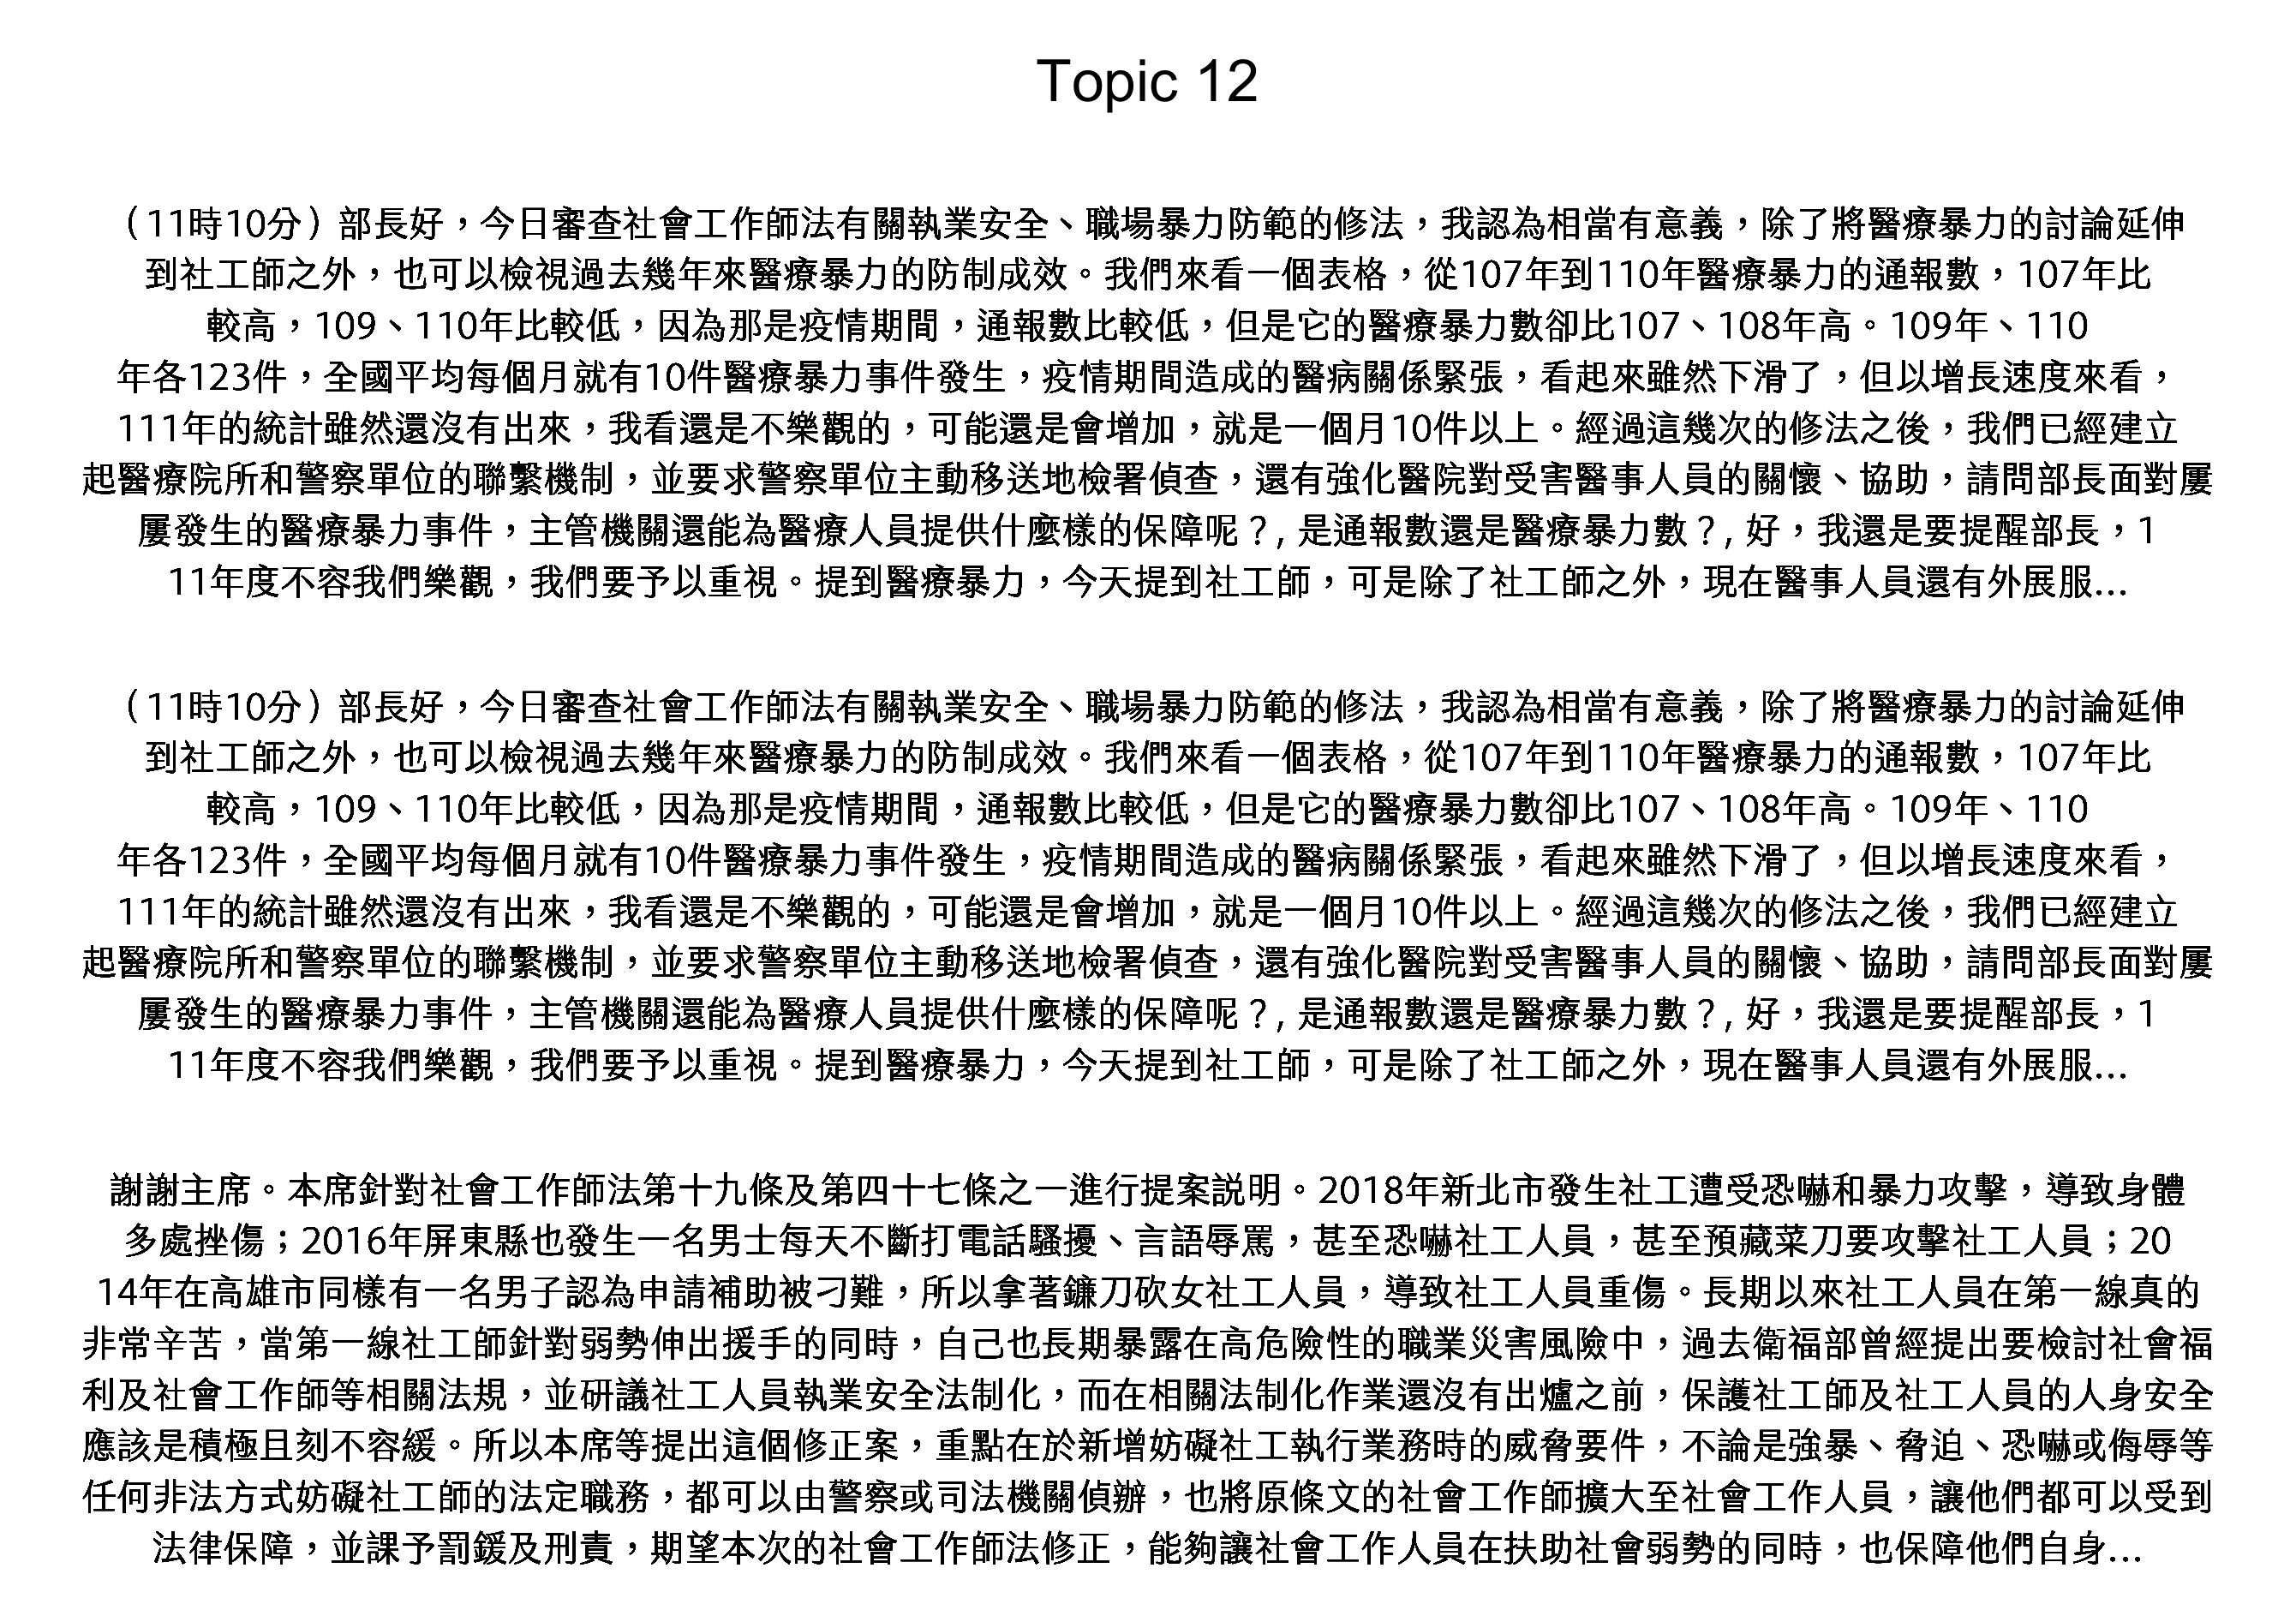 Topic 12
（11時10分）部長好，今日審查社會工作師法有關執業安全、職場暴力防範的修法，我認為相當有意義，除了將醫療暴力的討論延伸
到社工師之外，也可以檢視過去幾年來醫療暴力的防制成效。我們來看一個表格，從107年到110年醫療暴力的通報數，107年比
較高，109、110年比較低，因為那是疫情期間，通報數比較低，但是它的醫療暴力數卻比107、108年高。109年、110
年各123件，全國平均每個月就有10件醫療暴力事件發生，疫情期間造成的醫病關係緊張，看起來雖然下滑了，但以增長速度來看，
111年的統計雖然還沒有出來，我看還是不樂觀的，可能還是會增加，就是一個月10件以上。經過這幾次的修法之後，我們已經建立
起醫療院所和警察單位的聯繫機制，並要求警察單位主動移送地檢署偵查，還有強化醫院對受害醫事人員的關懷、協助，請問部長面對屢
屢發生的醫療暴力事件，主管機關還能為醫療人員提供什麼樣的保障呢？, 是通報數還是醫療暴力數？, 好，我還是要提醒部長，1
11年度不容我們樂觀，我們要予以重視。提到醫療暴力，今天提到社工師，可是除了社工師之外，現在醫事人員還有外展服...
（11時10分）部長好，今日審查社會工作師法有關執業安全、職場暴力防範的修法，我認為相當有意義，除了將醫療暴力的討論延伸
到社工師之外，也可以檢視過去幾年來醫療暴力的防制成效。我們來看一個表格，從107年到110年醫療暴力的通報數，107年比
較高，109、110年比較低，因為那是疫情期間，通報數比較低，但是它的醫療暴力數卻比107、108年高。109年、110
年各123件，全國平均每個月就有10件醫療暴力事件發生，疫情期間造成的醫病關係緊張，看起來雖然下滑了，但以增長速度來看，
111年的統計雖然還沒有出來，我看還是不樂觀的，可能還是會增加，就是一個月10件以上。經過這幾次的修法之後，我們已經建立
起醫療院所和警察單位的聯繫機制，並要求警察單位主動移送地檢署偵查，還有強化醫院對受害醫事人員的關懷、協助，請問部長面對屢
屢發生的醫療暴力事件，主管機關還能為醫療人員提供什麼樣的保障呢？, 是通報數還是醫療暴力數？, 好，我還是要提醒部長，1
11年度不容我們樂觀，我們要予以重視。提到醫療暴力，今天提到社工師，可是除了社工師之外，現在醫事人員還有外展服...
謝謝主席。本席針對社會工作師法第十九條及第四十七條之一進行提案説明。2018年新北市發生社工遭受恐嚇和暴力攻擊，導致身體
多處挫傷；2016年屏東縣也發生一名男士每天不斷打電話騷擾、言語辱罵，甚至恐嚇社工人員，甚至預藏菜刀要攻擊社工人員；20
14年在高雄市同樣有一名男子認為申請補助被刁難，所以拿著鐮刀砍女社工人員，導致社工人員重傷。長期以來社工人員在第一線真的
非常辛苦，當第一線社工師針對弱勢伸出援手的同時，自己也長期暴露在高危險性的職業災害風險中，過去衛福部曾經提出要檢討社會福
利及社會工作師等相關法規，並研議社工人員執業安全法制化，而在相關法制化作業還沒有出爐之前，保護社工師及社工人員的人身安全
應該是積極且刻不容緩。所以本席等提出這個修正案，重點在於新增妨礙社工執行業務時的威脅要件，不論是強暴、脅迫、恐嚇或侮辱等
任何非法方式妨礙社工師的法定職務，都可以由警察或司法機關偵辦，也將原條文的社會工作師擴大至社會工作人員，讓他們都可以受到
法律保障，並課予罰鍰及刑責，期望本次的社會工作師法修正，能夠讓社會工作人員在扶助社會弱勢的同時，也保障他們自身...